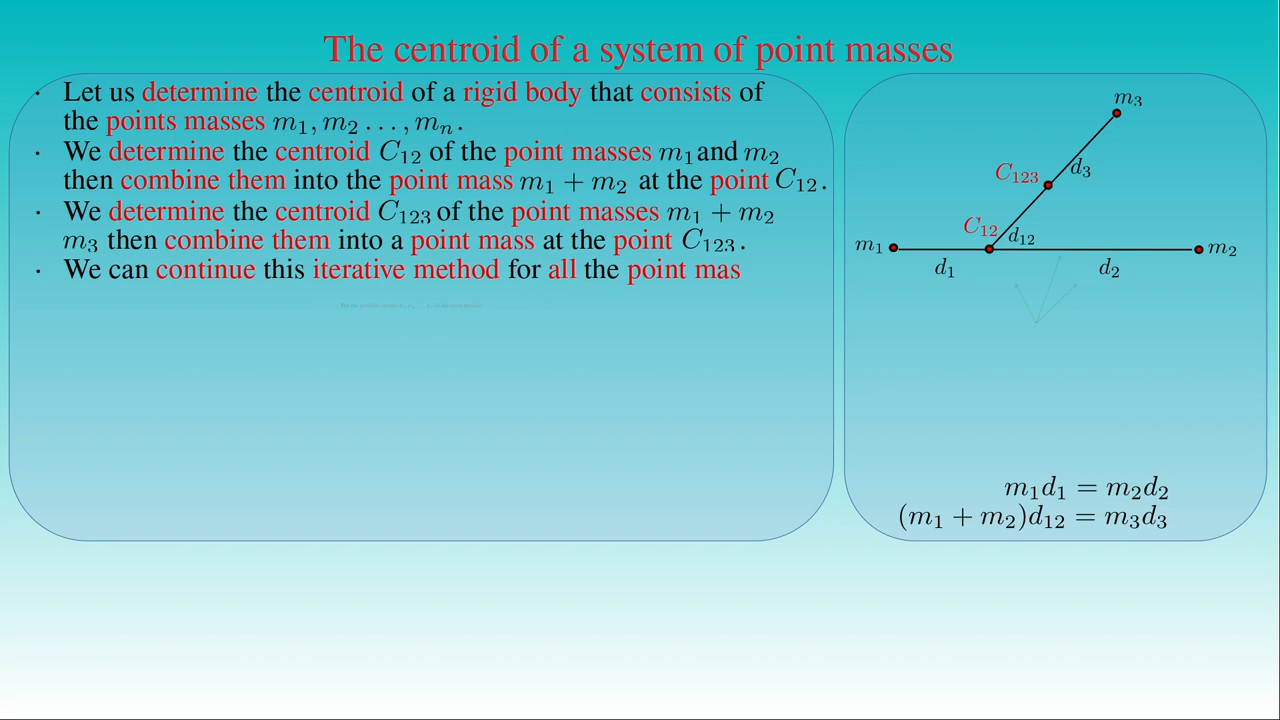 The centroid of a system of point masses
· Let us determine the centroid of a rigid body that consists of
the points masses m₁, m₂ . . . , mₙ.
· We determine the centroid C₁₂ of the point masses m₁and m₂
then combine them into the point mass m₁ + m₂ at the point C₁₂.
· We determine the centroid C₁₂₃ of the point masses m₁ + m₂
m₃ then combine them into a point mass at the point C₁₂₃.
· We can continue this iterative method for all the point mas
m₃
d₃
C₁₂₃
C₁₂
d₁₂
m₁
m₂
d₁
d₂
m₁d₁ = m₂d₂
(m₁ + m₂)d₁₂ = m₃d₃